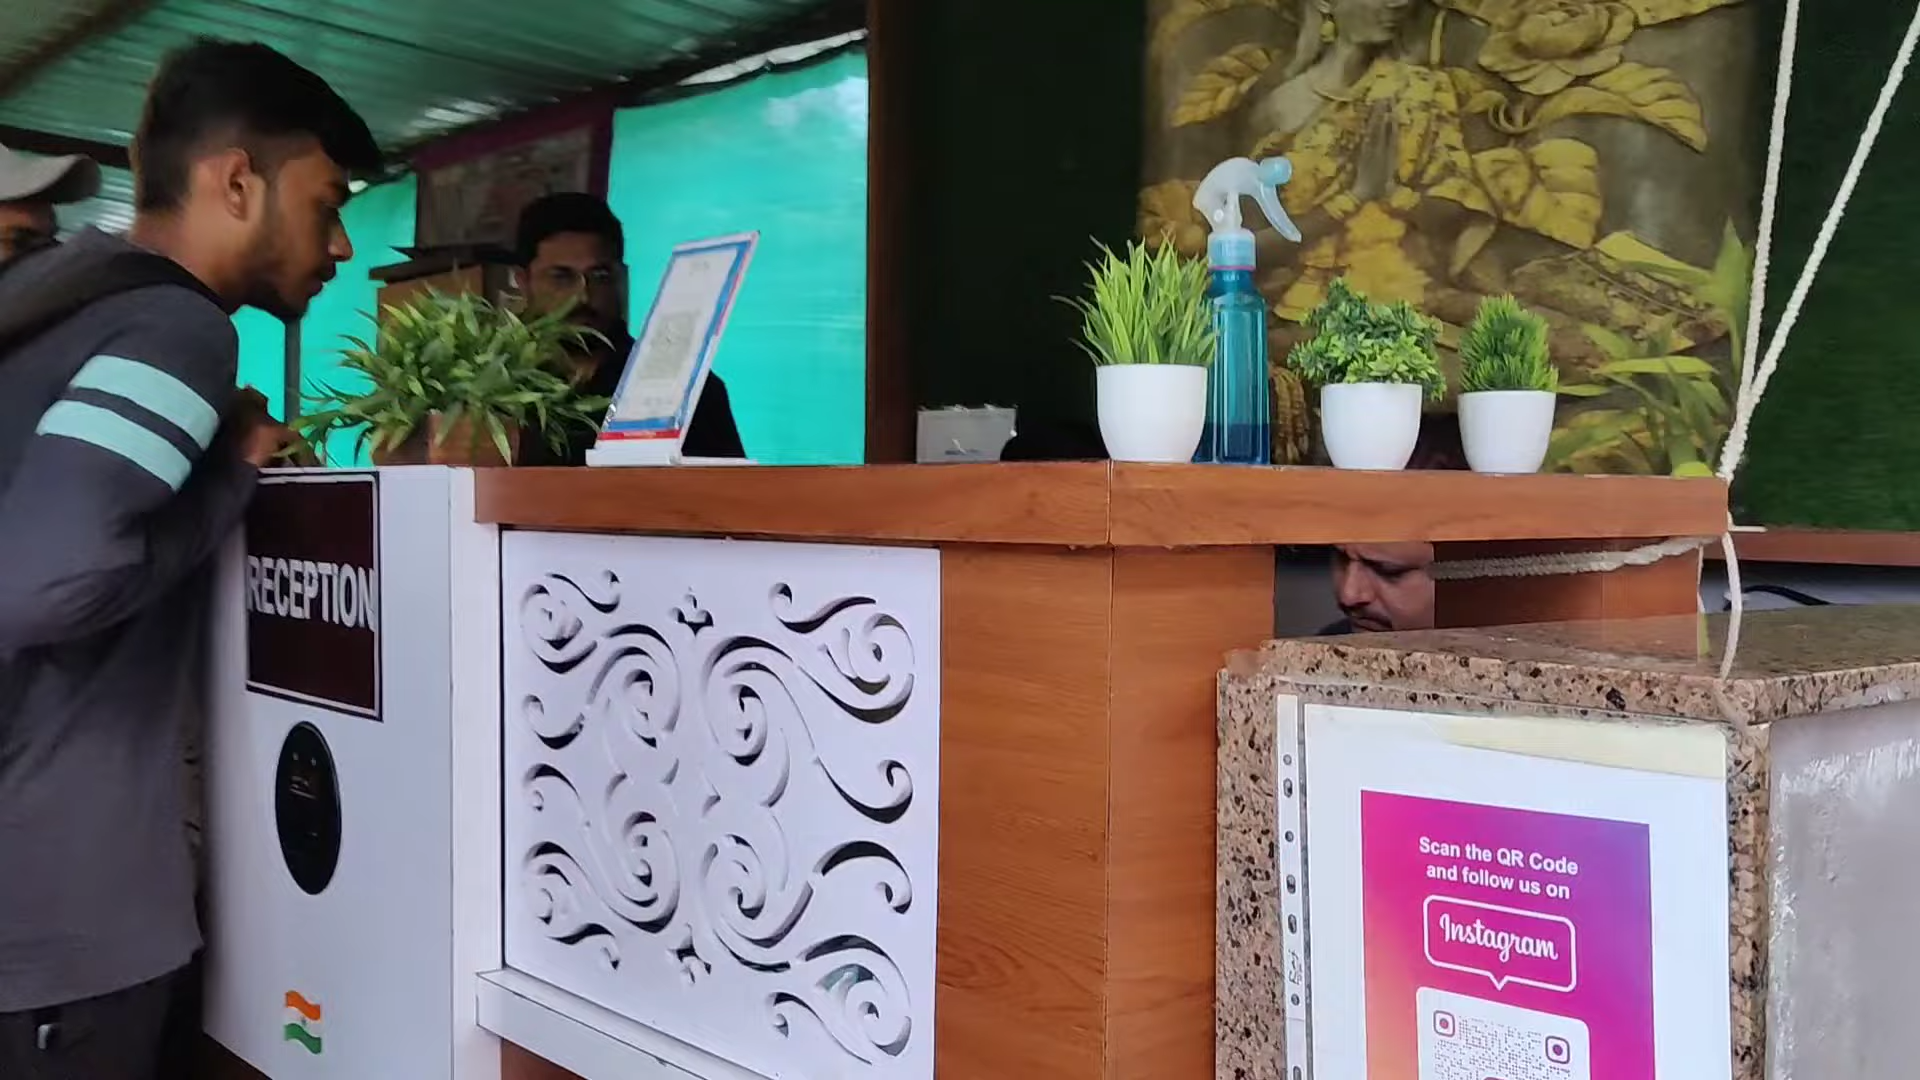 RECEPTION
Scan the QR Code
and follow us on
Instagram